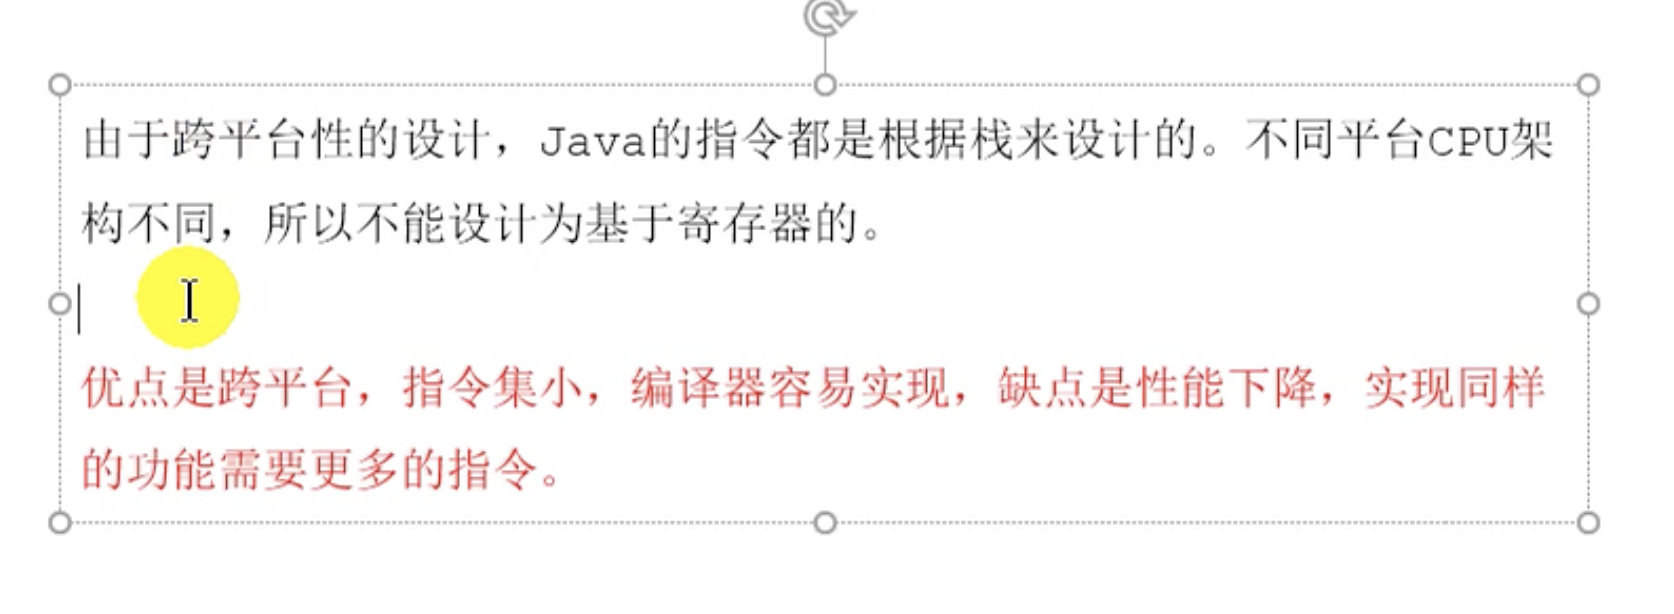 由于跨平台性的设计，Java的指令都是根据栈来设计的。不同平台CPU架
构不同，所以不能设计为基于寄存器的。
优点是跨平台，指令集小，编译器容易实现，缺点是性能下降，实现同样
的功能需要更多的指令。